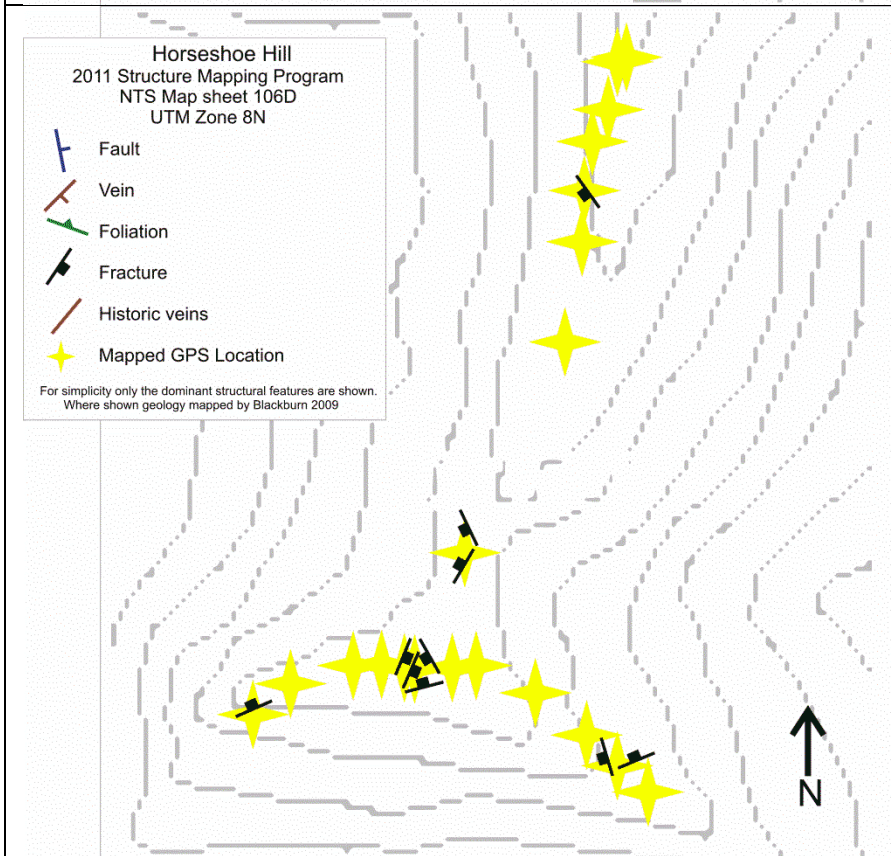 Horseshoe Hill
2011 Structure Mapping Program
NTS Map sheet 106D
UTM Zone 8N
Fault
Vein
Foliation
Fracture
Historic veins
Mapped GPS Location
For simplicity only the dominant structural features are shown.
Where shown geology mapped by Blackburn 2009
N